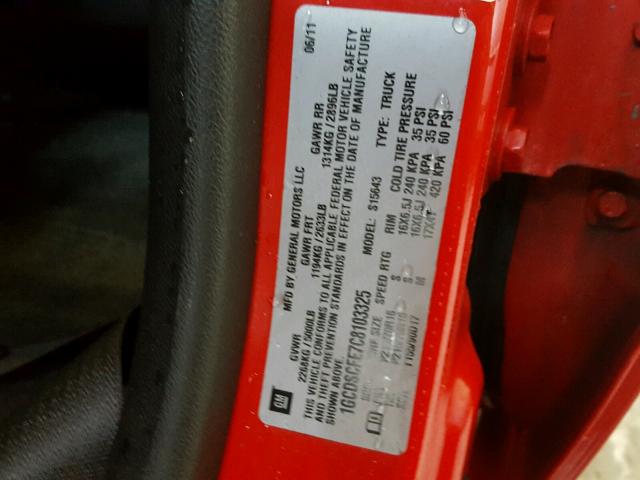 GM
MFD BY GENERAL MOTORS LLC
06/11
GVWR GAWR FRT GAWR RR
2268KG/5000LB 1194KG/2633LB 1314KG/2896LB
THIS VEHICLE CONFORMS TO ALL APPLICABLE FEDERAL MOTOR VEHICLE SAFETY
AND THEFT PREVENTION STANDARDS IN EFFECT ON THE DATE OF MANUFACTURE
SHOWN ABOVE.
1GCDSCFE7C8103325 MODEL: S15643 TYPE: TRUCK
SIZE SPEED RTG RIM COLD TIRE PRESSURE
S 16X6.5J 240 KPA 35 PSI
S 16X6.5J 240 KPA 35 PSI
M 17X4T 420 KPA 60 PSI